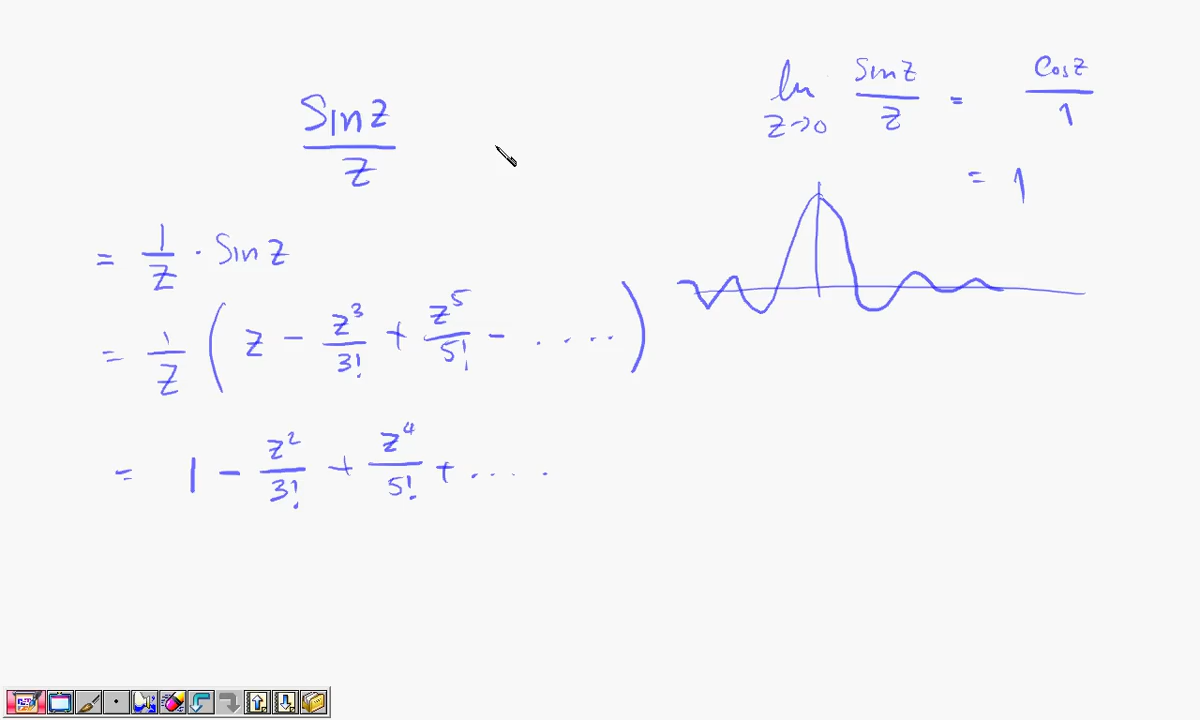 Sin z / z
= 1/z · Sin z
= 1/z ( z - z³/3! + z⁵/5! - ..... )
= 1 - z²/3! + z⁴/5! + .....
lim z→0 Sin z / z = Cos z / 1
= 1